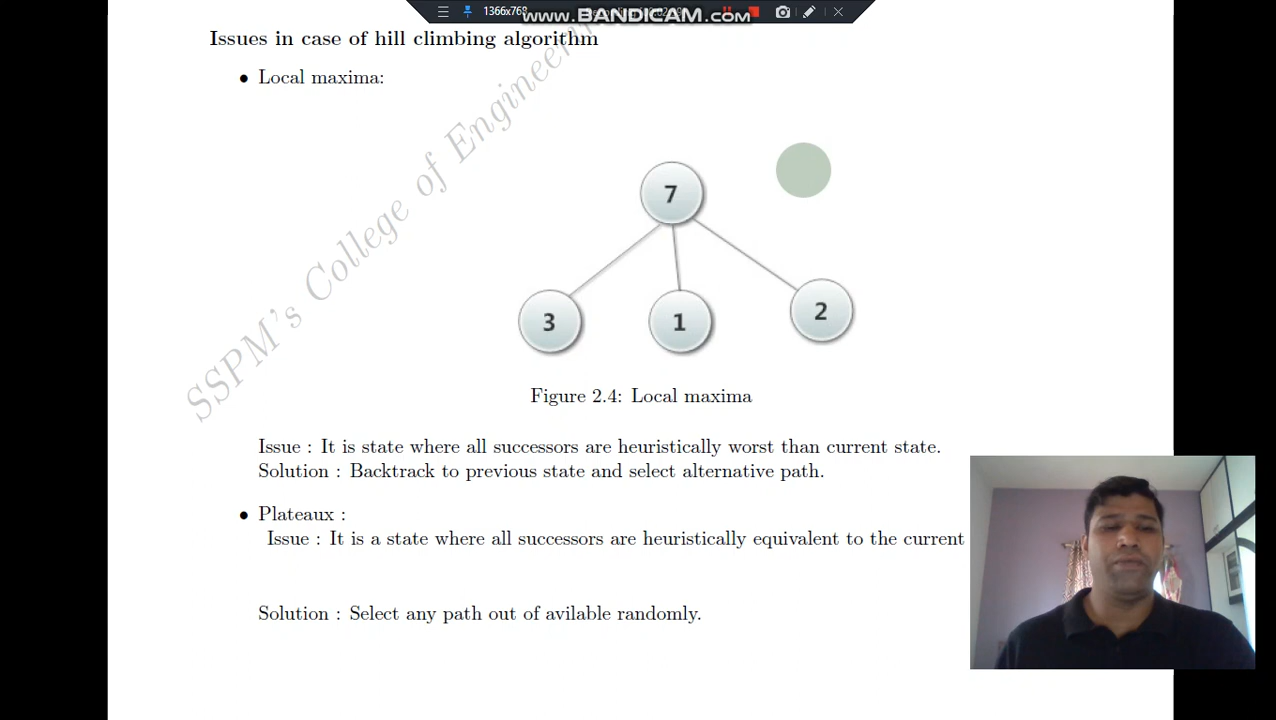 1366x768
www.BANDICAM.com
Issues in case of hill climbing algorithm
• Local maxima:
SSPM's College of Engineer
7
3 1 2
Figure 2.4: Local maxima
Issue : It is state where all successors are heuristically worst than current state.
Solution : Backtrack to previous state and select alternative path.
• Plateaux :
Issue : It is a state where all successors are heuristically equivalent to the current
Solution : Select any path out of avilable randomly.